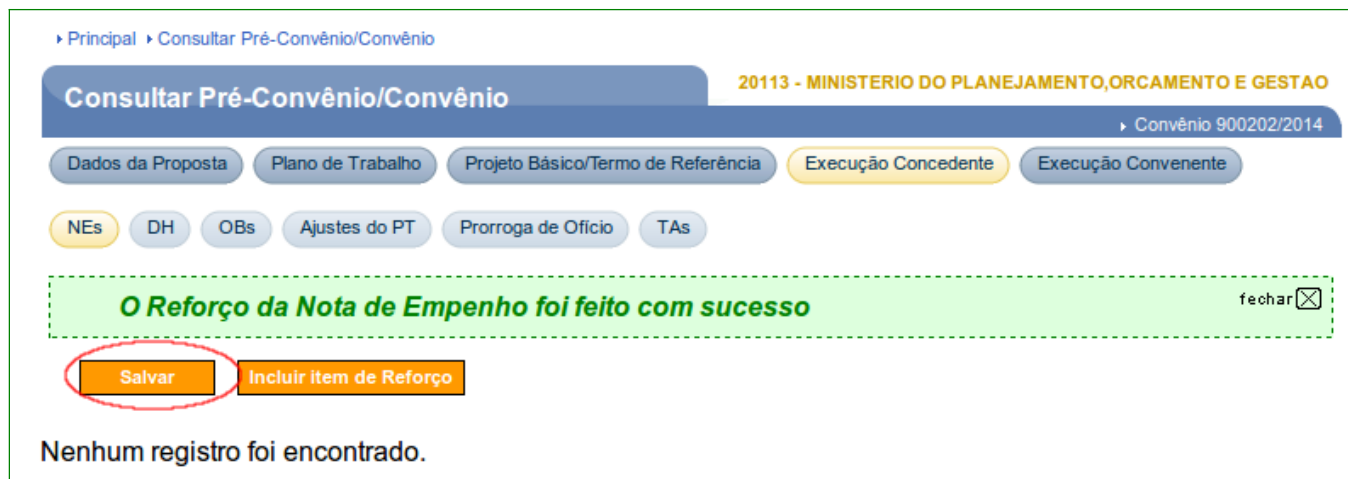 Principal Consultar Pré-Convênio/Convênio
20113 - MINISTERIO DO PLANEJAMENTO,ORCAMENTO E GESTAO
Consultar Pré-Convênio/Convênio
Convênio 900202/2014
Dados da Proposta Plano de Trabalho Projeto Básico/Termo de Referência Execução Concedente Execução Convenente
NEs DH OBs Ajustes do PT Prorroga de Ofício TAs
O Reforço da Nota de Empenho foi feito com sucesso fechar
Salvar Incluir item de Reforço
Nenhum registro foi encontrado.